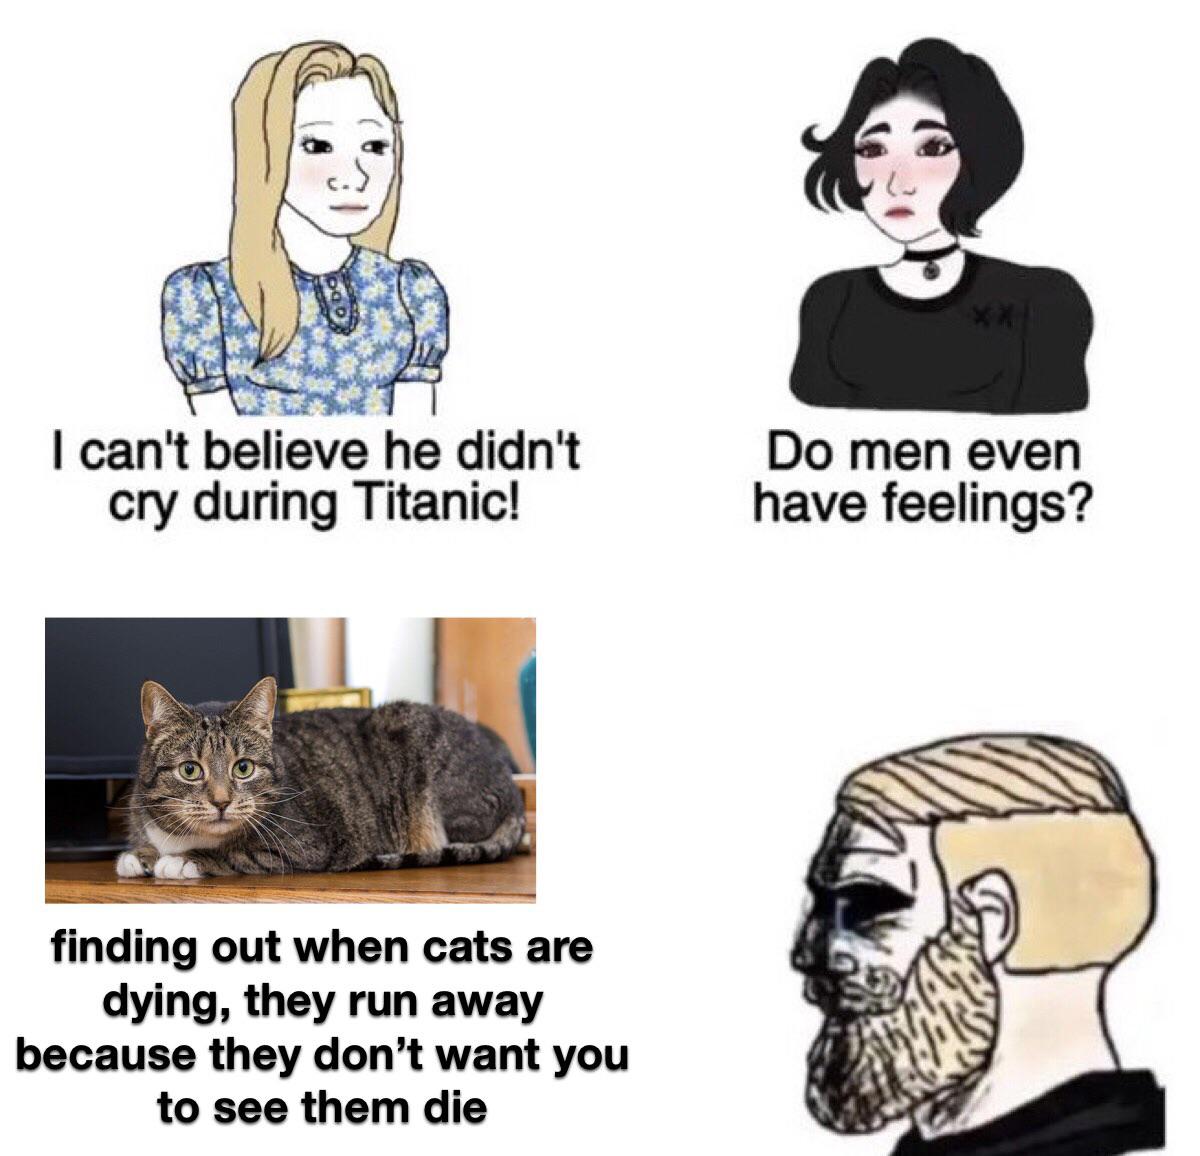 I can't believe he didn't
cry during Titanic!
Do men even
have feelings?
finding out when cats are
dying, they run away
because they don’t want you
to see them die